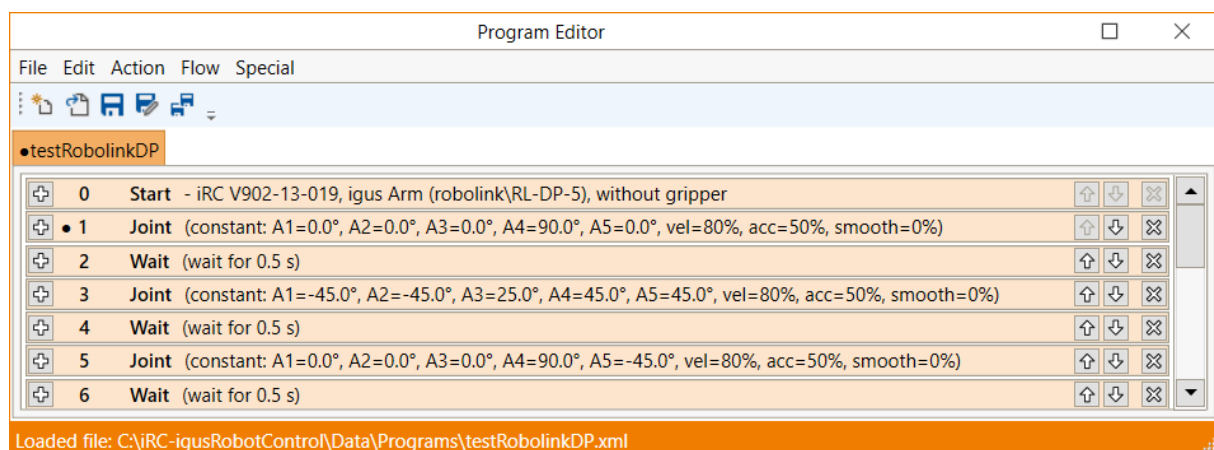 Program Editor
File Edit Action Flow Special
•testRobolinkDP
0 Start - iRC V902-13-019, igus Arm (robolink\RL-DP-5), without gripper
• 1 Joint (constant: A1=0.0°, A2=0.0°, A3=0.0°, A4=90.0°, A5=0.0°, vel=80%, acc=50%, smooth=0%)
2 Wait (wait for 0.5 s)
3 Joint (constant: A1=-45.0°, A2=-45.0°, A3=25.0°, A4=45.0°, A5=45.0°, vel=80%, acc=50%, smooth=0%)
4 Wait (wait for 0.5 s)
5 Joint (constant: A1=0.0°, A2=0.0°, A3=0.0°, A4=90.0°, A5=-45.0°, vel=80%, acc=50%, smooth=0%)
6 Wait (wait for 0.5 s)
Loaded file: C:\iRC-igusRobotControl\Data\Programs\testRobolinkDP.xml